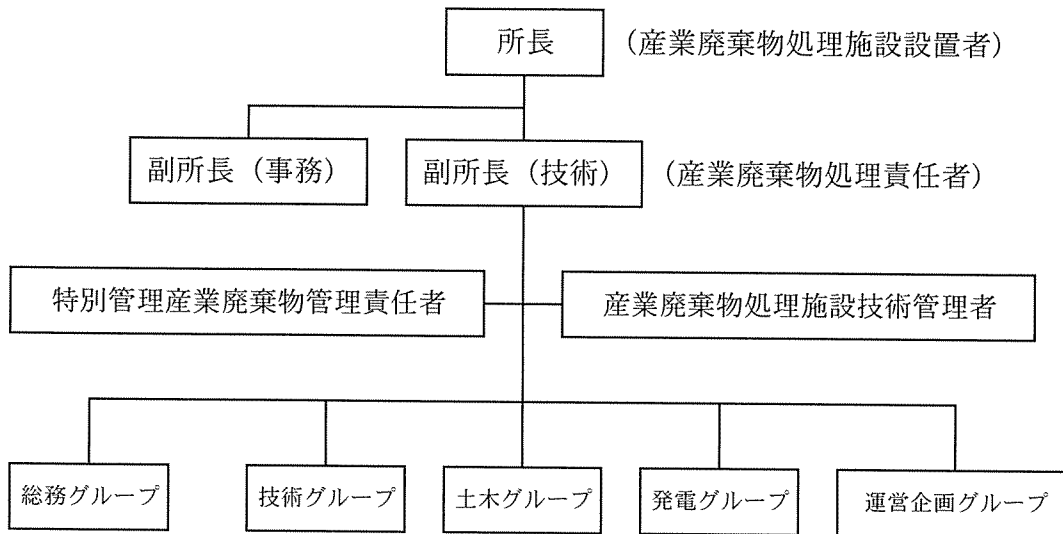 所長 (産業廃棄物処理施設設置者)
副所長(事務) 副所長(技術) (産業廃棄物処理責任者)
特別管理産業廃棄物管理責任者 産業廃棄物処理施設技術管理者
総務グループ 技術グループ 土木グループ 発電グループ 運営企画グループ